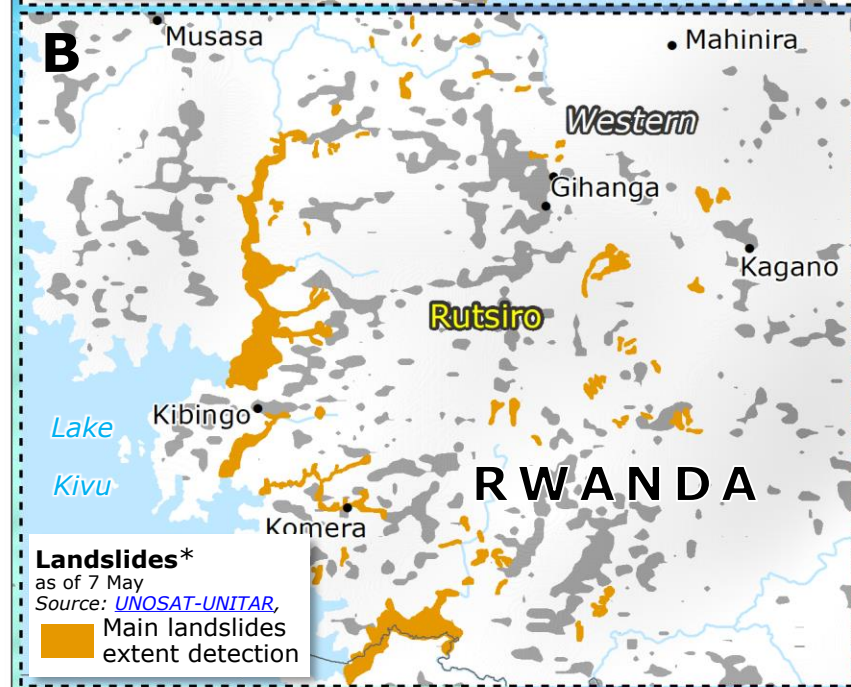 B
Musasa
Mahinira
Western
Gihanga
Kagano
Rutsiro
Kibingo
Lake
Kivu
RWANDA
Komera
Landslides*
as of 7 May
Source: UNOSAT-UNITAR,
Main landslides
extent detection